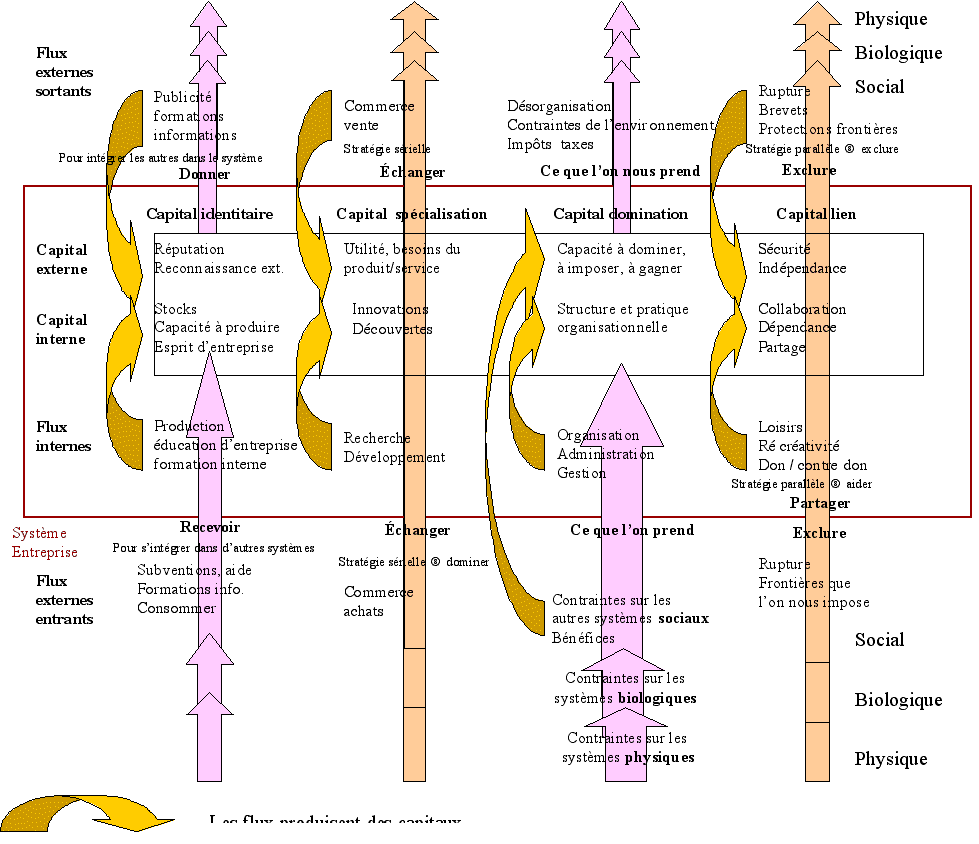 Physique
Biologique
Social
Flux
externes
sortants
Publicité
formations
informations
Pour intégrer les autres dans le système
Donner
Commerce
vente
Stratégie sérielle
Échanger
Désorganisation
Contraintes de l'environnement
Impôts taxes
Ce que l'on nous prend
Rupture
Brevets
Protections frontières
Stratégie parallèle ® exclure
Exclure
Capital identitaire
Capital spécialisation
Capital domination
Capital lien
Capital
externe
Réputation
Reconnaissance ext.
Utilité, besoins du
produit/service
Capacité à dominer,
à imposer, à gagner
Sécurité
Indépendance
Capital
interne
Stocks
Capacité à produire
Esprit d'entreprise
Innovations
Découvertes
Structure et pratique
organisationnelle
Collaboration
Dépendance
Partage
Flux
internes
Production
éducation d'entreprise
formation interne
Recherche
Développement
Organisation
Administration
Gestion
Loisirs
Ré créativité
Don / contre don
Stratégie parallèle ® aider
Partager
Système
Entreprise
Recevoir
Pour s'intégrer dans d'autres systèmes
Échanger
Stratégie sérielle ® dominer
Ce que l'on prend
Exclure
Flux
externes
entrants
Subventions, aide
Formations info.
Consommer
Commerce
achats
Contraintes sur les
autres systèmes sociaux
Bénéfices
Rupture
Frontières que
l'on nous impose
Social
Contraintes sur les
systèmes biologiques
Biologique
Contraintes sur les
systèmes physiques
Physique
Les flux produisent des capitaux